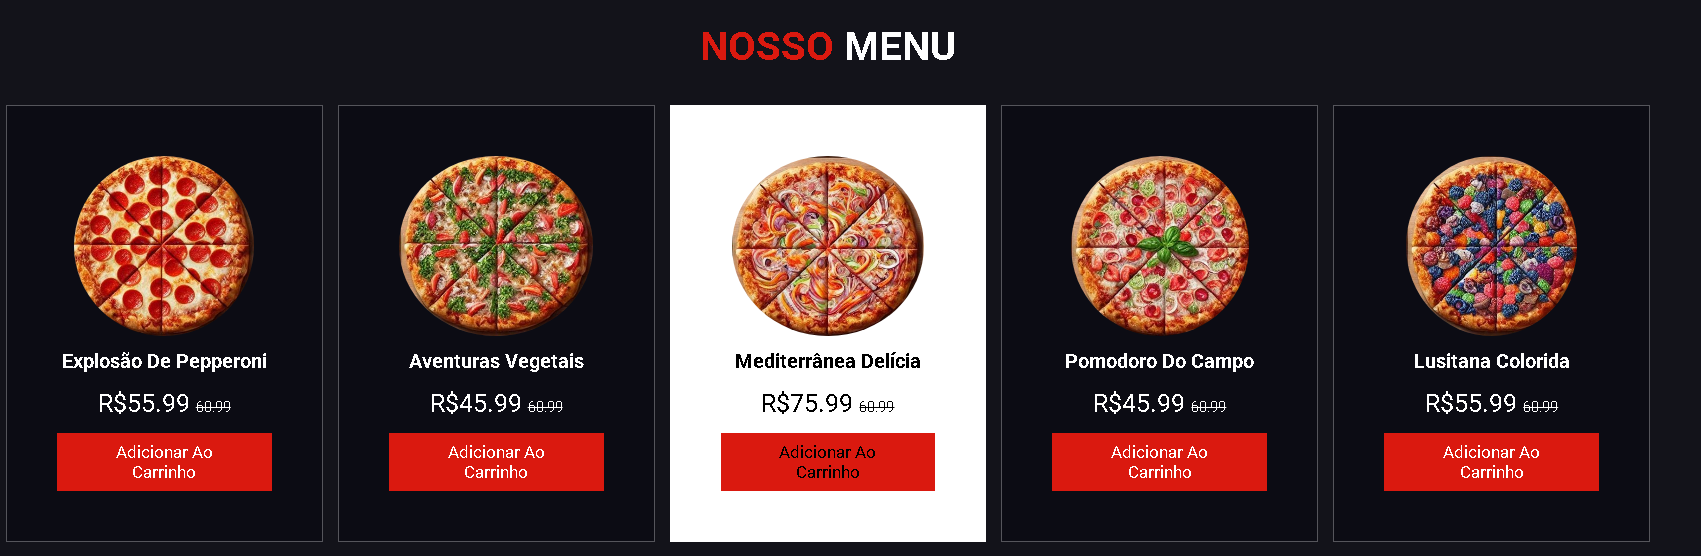 NOSSO MENU
Explosão De Pepperoni
R$55.99 60.99
Adicionar Ao
Carrinho
Aventuras Vegetais
R$45.99 60.99
Adicionar Ao
Carrinho
Mediterrânea Delícia
R$75.99 60.99
Adicionar Ao
Carrinho
Pomodoro Do Campo
R$45.99 60.99
Adicionar Ao
Carrinho
Lusitana Colorida
R$55.99 60.99
Adicionar Ao
Carrinho